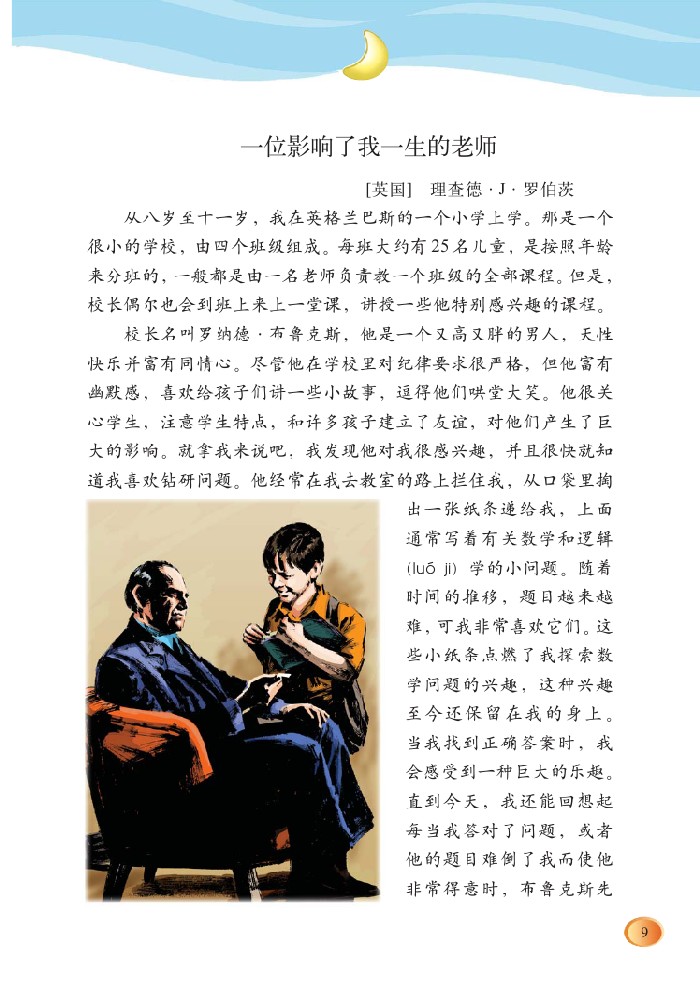 一位影响了我一生的老师
[英国] 理查德·J·罗伯茨
从八岁至十一岁，我在英格兰巴斯的一个小学上学。那是一个
很小的学校，由四个班级组成。每班大约有25名儿童，是按照年龄
来分班的，一般都是由一名老师负责教一个班级的全部课程。但是，
校长偶尔也会到班上来上一堂课，讲授一些他特别感兴趣的课程。
校长名叫罗纳德·布鲁克斯，他是一个又高又胖的男人，天性
快乐并富有同情心。尽管他在学校里对纪律要求很严格，但他富有
幽默感，喜欢给孩子们讲一些小故事，逗得他们哄堂大笑。他很关
心学生，注意学生特点，和许多孩子建立了友谊，对他们产生了巨
大的影响。就拿我来说吧，我发现他对我很感兴趣，并且很快就知
道我喜欢钻研问题。他经常在我去教室的路上拦住我，从口袋里掏
出一张纸条递给我，上面
通常写着有关数学和逻辑
(luó ji) 学的小问题。随着
时间的推移，题目越来越
难，可我非常喜欢它们。这
些小纸条点燃了我探索数
学问题的兴趣，这种兴趣
至今还保留在我的身上。
当我找到正确答案时，我
会感受到一种巨大的乐趣。
直到今天，我还能回想起
每当我答对了问题，或者
他的题目难倒了我而使他
非常得意时，布鲁克斯先
9